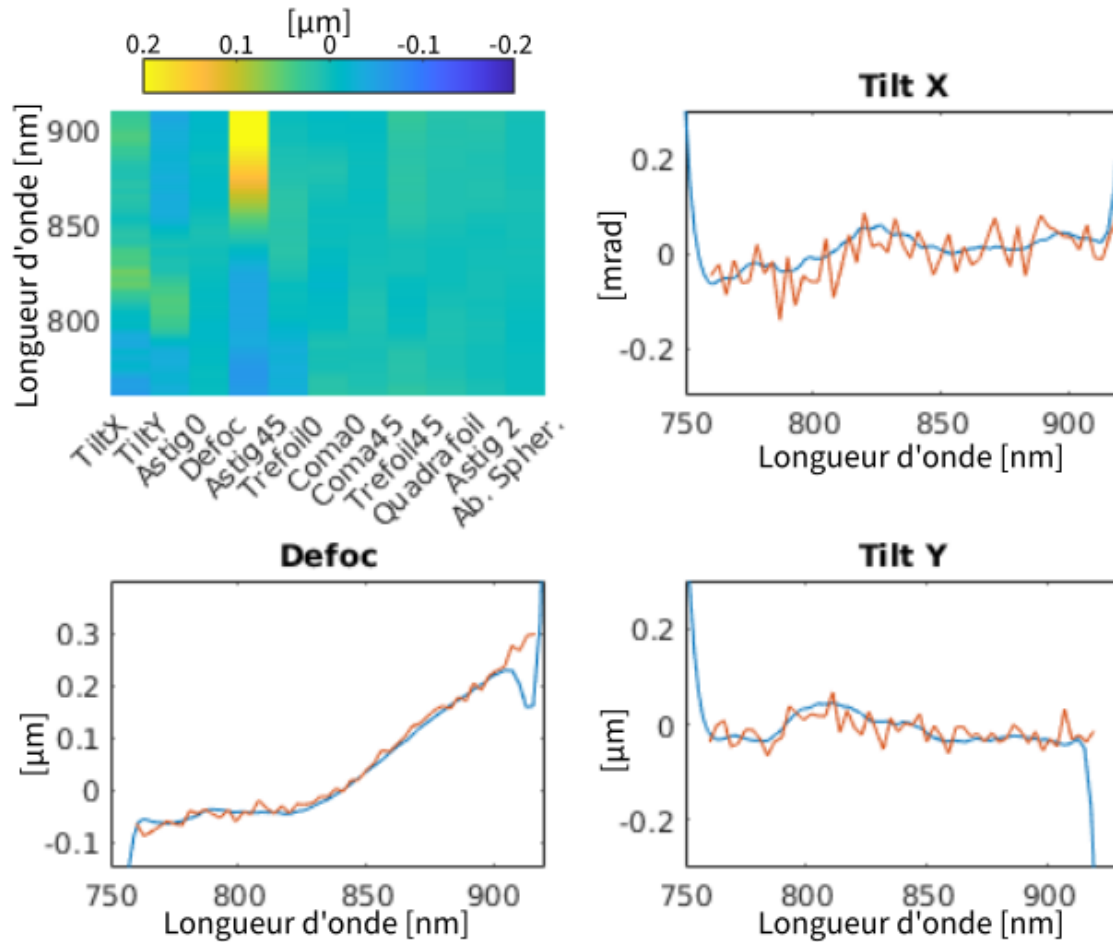 [µm]
0.2 0.1 0 -0.1 -0.2
Longueur d'onde [nm]
900
850
800
TiltX
TiltY
Astig0
Defoc
Astig45
Trefoil0
Coma0
Coma45
Trefoil45
Quadrafoil
Astig 2
Ab. Spher.
Tilt X
[mrad]
0.2
0
-0.2
750 800 850 900
Longueur d'onde [nm]
Defoc
[µm]
0.3
0.2
0.1
0
-0.1
750 800 850 900
Longueur d'onde [nm]
Tilt Y
[µm]
0.2
0
-0.2
750 800 850 900
Longueur d'onde [nm]